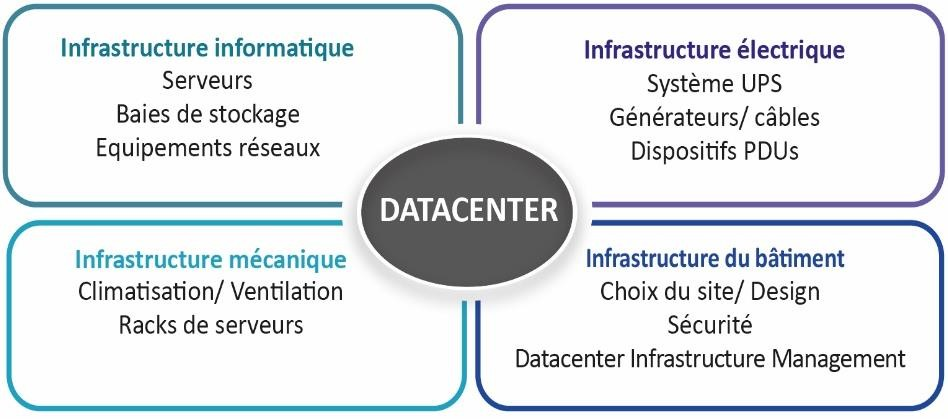 Infrastructure informatique
Serveurs
Baies de stockage
Equipements réseaux
Infrastructure électrique
Système UPS
Générateurs/ câbles
Dispositifs PDUs
DATACENTER
Infrastructure mécanique
Climatisation/ Ventilation
Racks de serveurs
Infrastructure du bâtiment
Choix du site/ Design
Sécurité
Datacenter Infrastructure Management